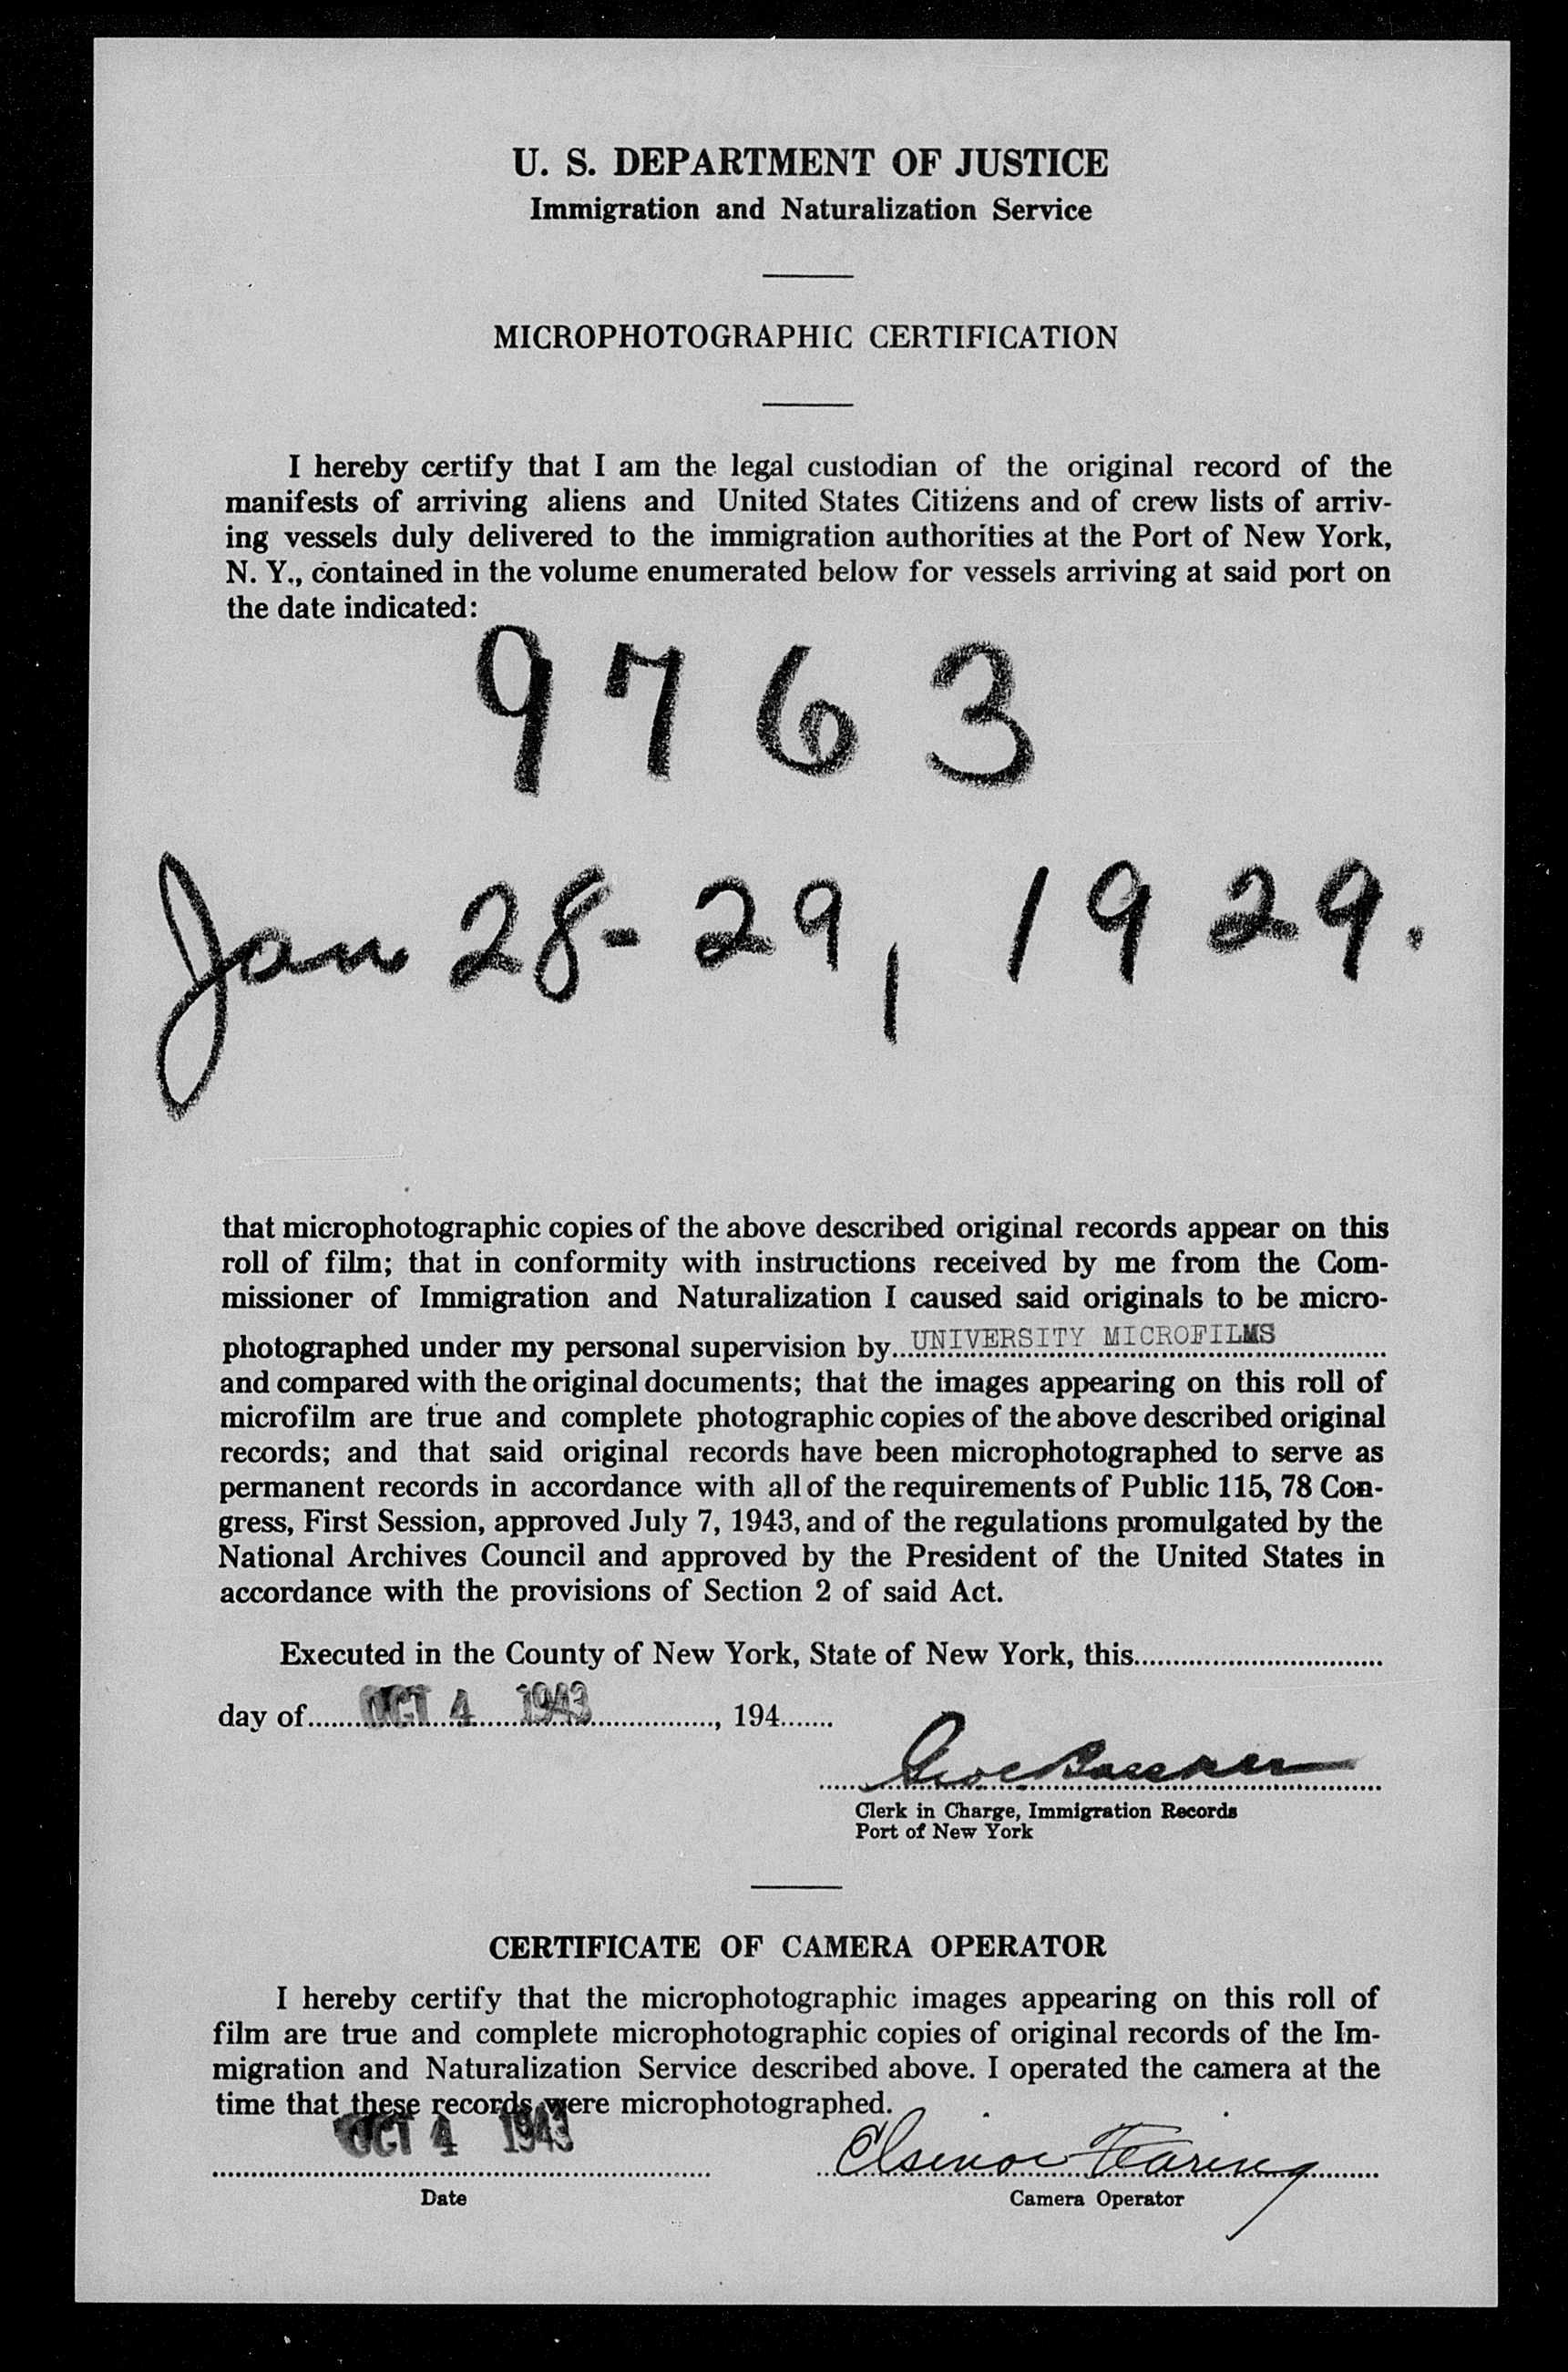 U. S. DEPARTMENT OF JUSTICE
Immigration and Naturalization Service
MICROPHOTOGRAPHIC CERTIFICATION
I hereby certify that I am the legal custodian of the original record of the
manifests of arriving aliens and United States Citizens and of crew lists of arriv-
ing vessels duly delivered to the immigration authorities at the Port of New York,
N. Y., contained in the volume enumerated below for vessels arriving at said port on
the date indicated:
9763
Jan 28-29, 1929.
that microphotographic copies of the above described original records appear on this
roll of film; that in conformity with instructions received by me from the Com-
missioner of Immigration and Naturalization I caused said originals to be micro-
photographed under my personal supervision by UNIVERSITY MICROFILMS
and compared with the original documents; that the images appearing on this roll of
microfilm are true and complete photographic copies of the above described original
records; and that said original records have been microphotographed to serve as
permanent records in accordance with all of the requirements of Public 115, 78 Con-
gress, First Session, approved July 7, 1943, and of the regulations promulgated by the
National Archives Council and approved by the President of the United States in
accordance with the provisions of Section 2 of said Act.
Executed in the County of New York, State of New York, this
day of OCT 4 1943, 194
Clerk in Charge, Immigration Records
Port of New York
CERTIFICATE OF CAMERA OPERATOR
I hereby certify that the microphotographic images appearing on this roll of
film are true and complete microphotographic copies of original records of the Im-
migration and Naturalization Service described above. I operated the camera at the
time that these records were microphotographed.
OCT 4 1943
Date
Camera Operator